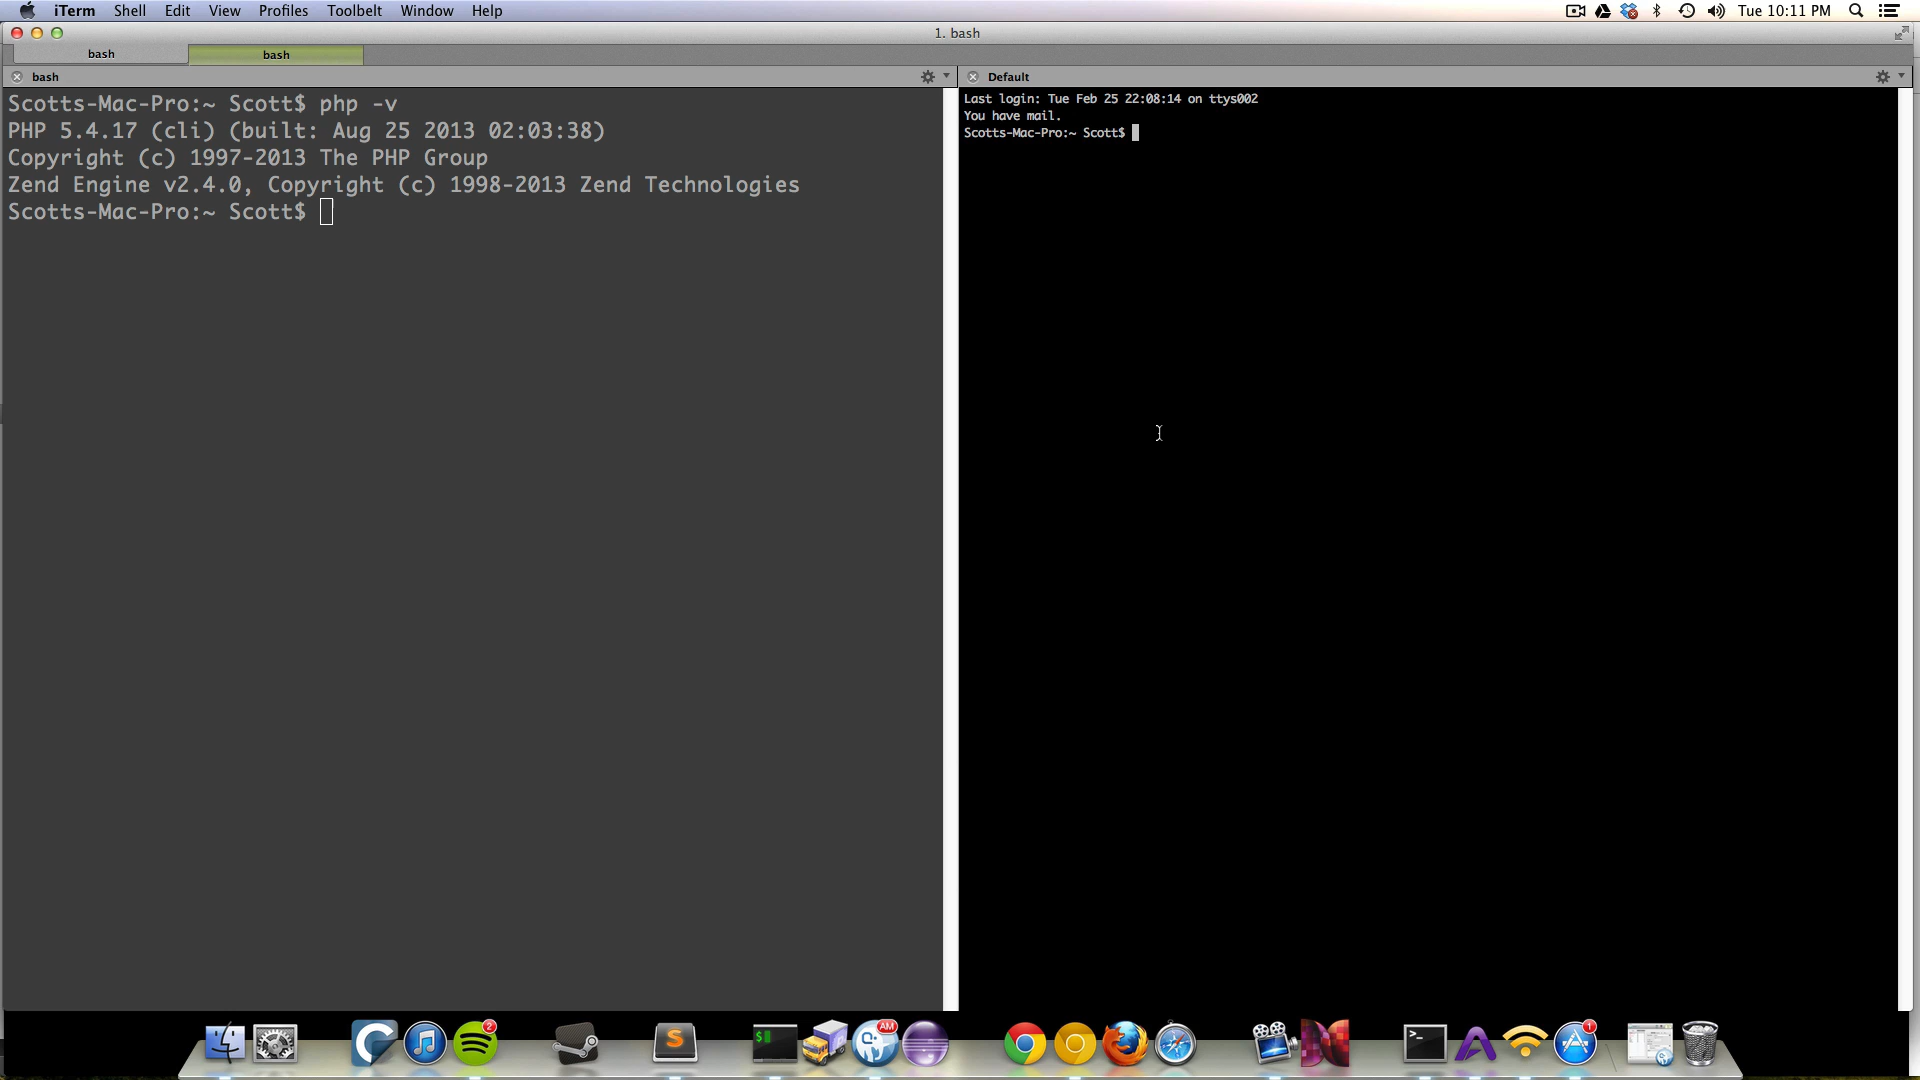 iTerm Shell Edit View Profiles Toolbelt Window Help
Tue 10:11 PM
1. bash
bash
bash
bash
Scotts-Mac-Pro:~ Scott$ php -v
PHP 5.4.17 (cli) (built: Aug 25 2013 02:03:38)
Copyright (c) 1997-2013 The PHP Group
Zend Engine v2.4.0, Copyright (c) 1998-2013 Zend Technologies
Scotts-Mac-Pro:~ Scott$
Default
Last login: Tue Feb 25 22:08:14 on ttys002
You have mail.
Scotts-Mac-Pro:~ Scott$
2
S
$
AM
>_
1